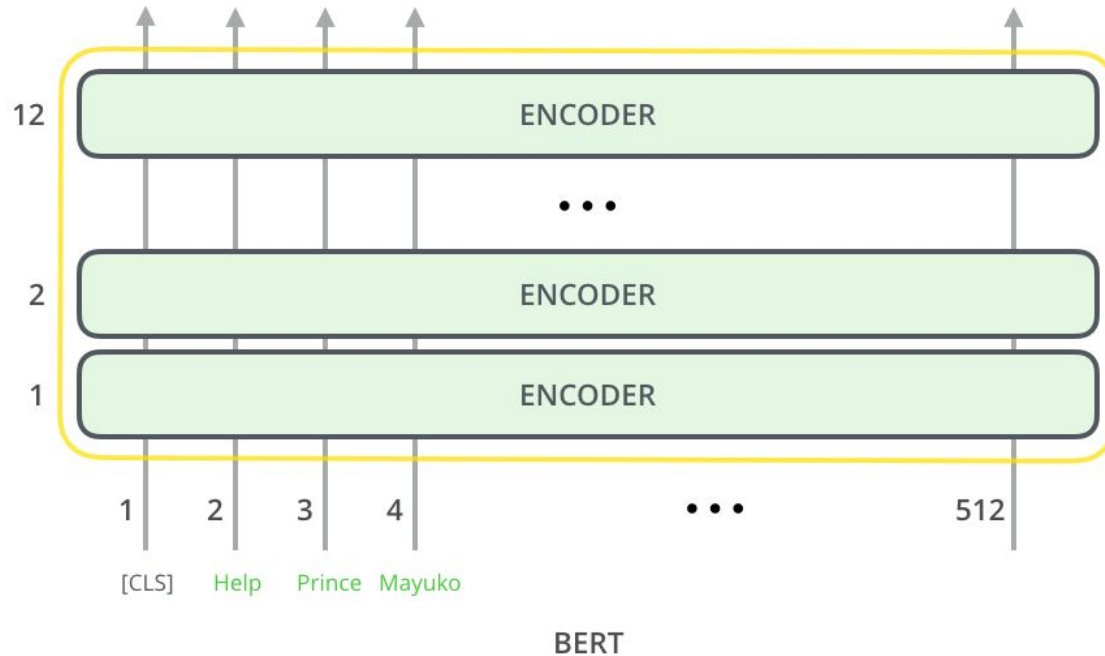 12 ENCODER
...
2 ENCODER
1 ENCODER
1 2 3 4 ... 512
[CLS] Help Prince Mayuko
BERT